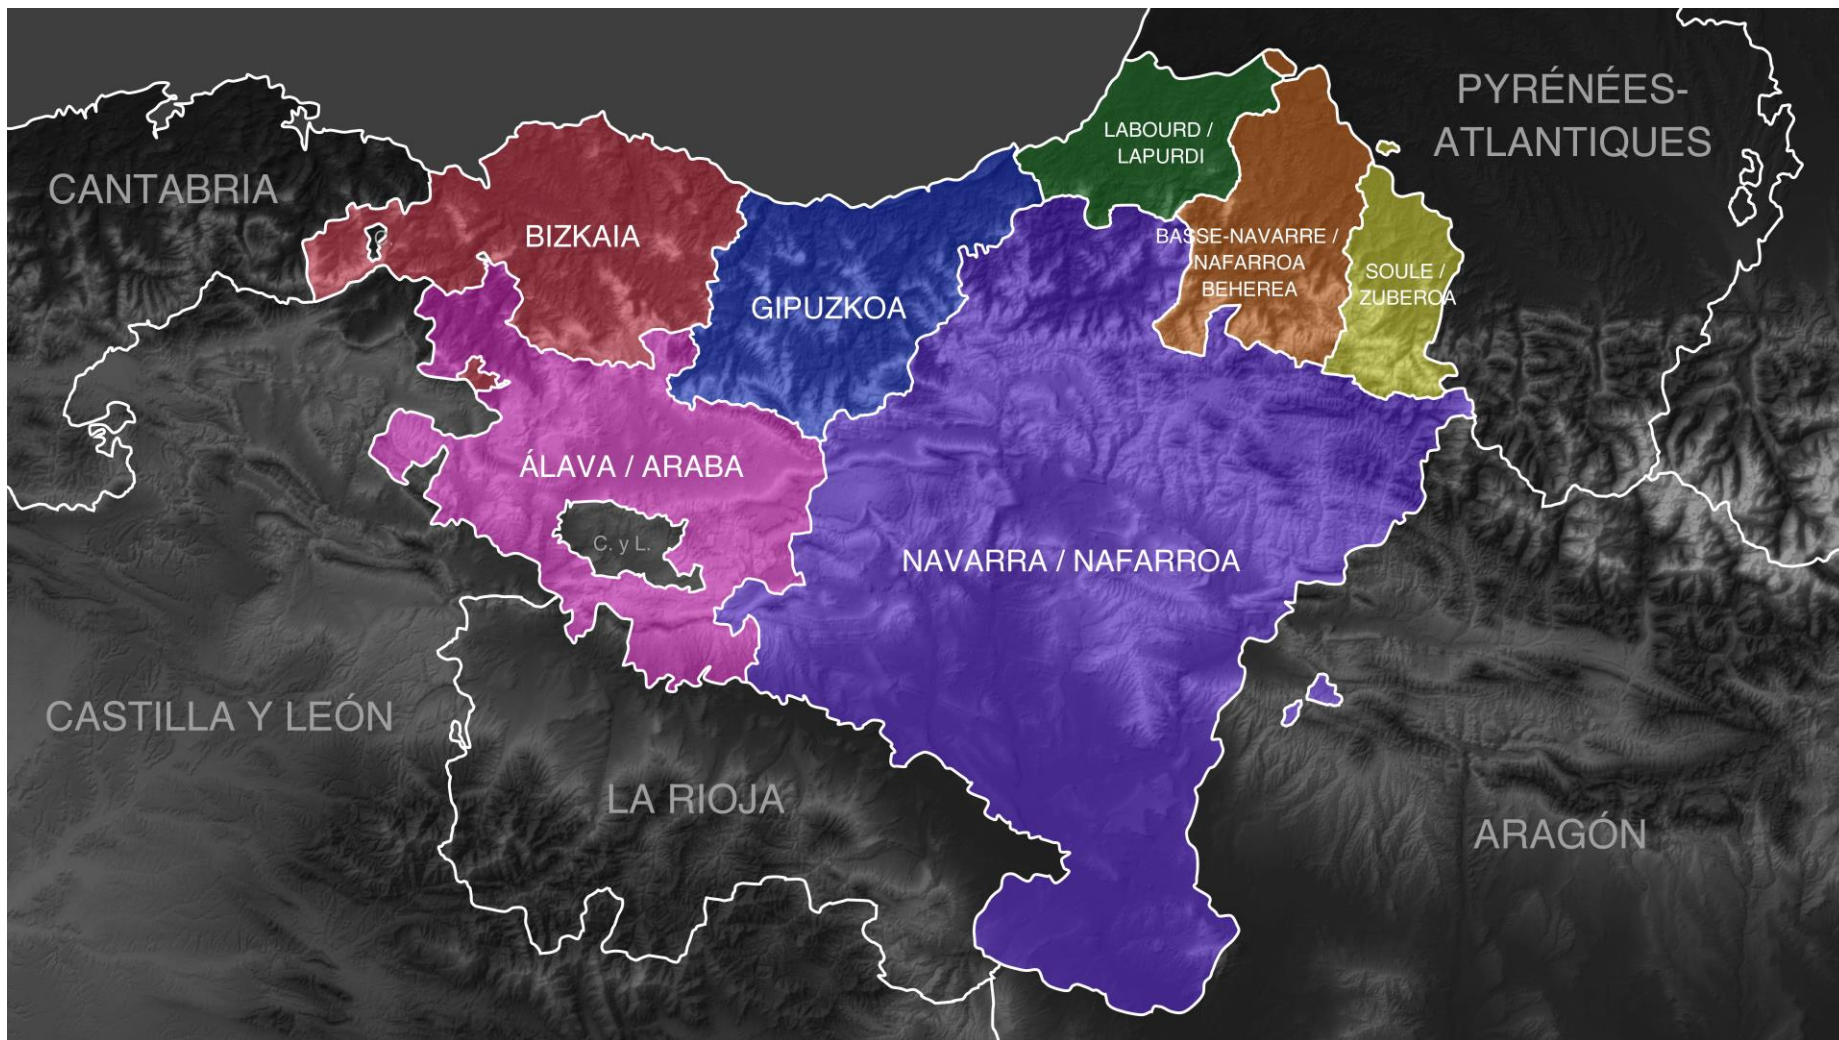 PYRÉNÉES-
ATLANTIQUES
LABOURD /
LAPURDI
CANTABRIA
BIZKAIA
BASSE-NAVARRE /
NAFARROA
BEHEREA
SOULE /
ZUBEROA
GIPUZKOA
ÁLAVA / ARABA
C. y L.
NAVARRA / NAFARROA
CASTILLA Y LEÓN
LA RIOJA
ARAGÓN